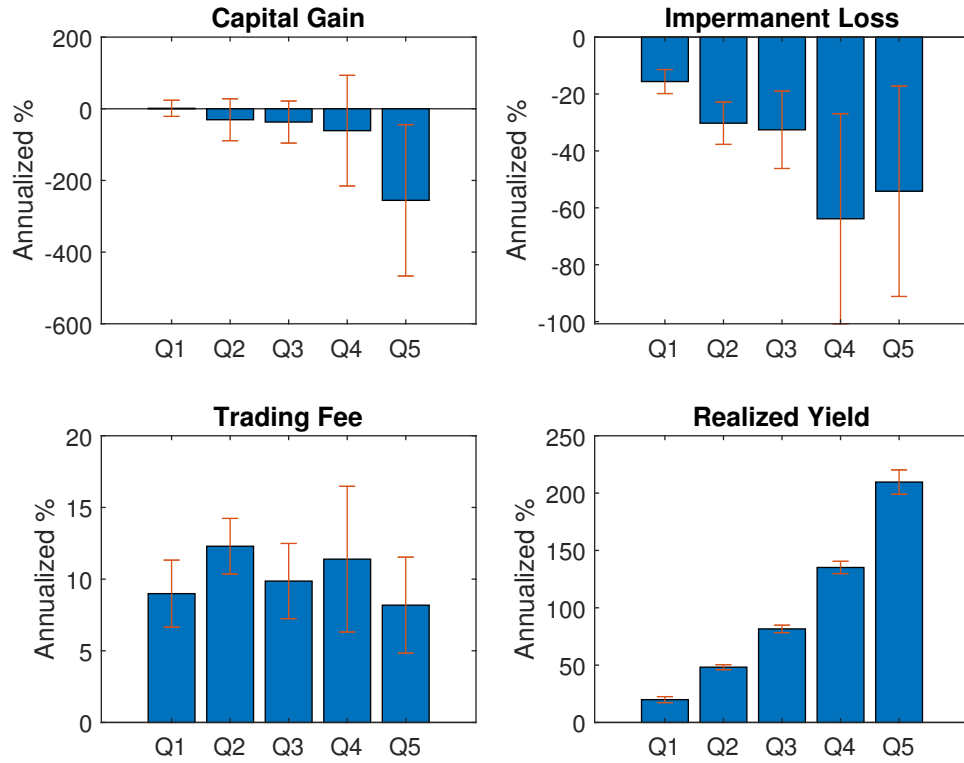 Capital Gain
Annualized %
200
0
-200
-400
-600
Q1 Q2 Q3 Q4 Q5
Impermanent Loss
Annualized %
0
-20
-40
-60
-80
-100
Q1 Q2 Q3 Q4 Q5
Trading Fee
Annualized %
20
15
10
5
0
Q1 Q2 Q3 Q4 Q5
Realized Yield
Annualized %
250
200
150
100
50
0
Q1 Q2 Q3 Q4 Q5